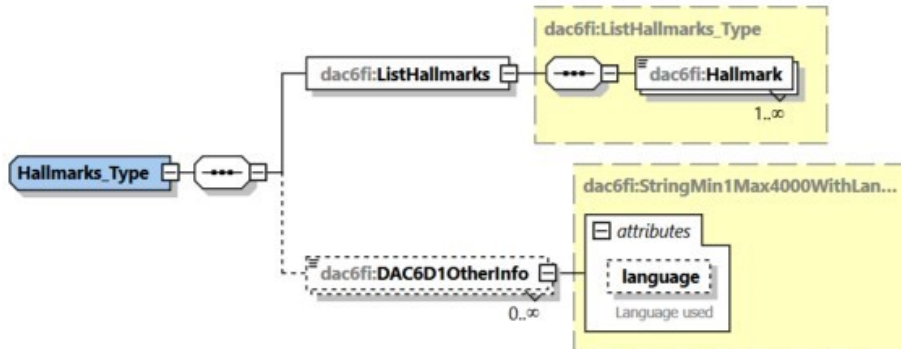 dac6fi:ListHallmarks_Type
dac6fi:ListHallmarks
dac6fi:Hallmark
1..∞
Hallmarks_Type
dac6fi:StringMin1Max4000WithLan...
attributes
dac6fi:DAC6D1OtherInfo
language
0..∞
Language used